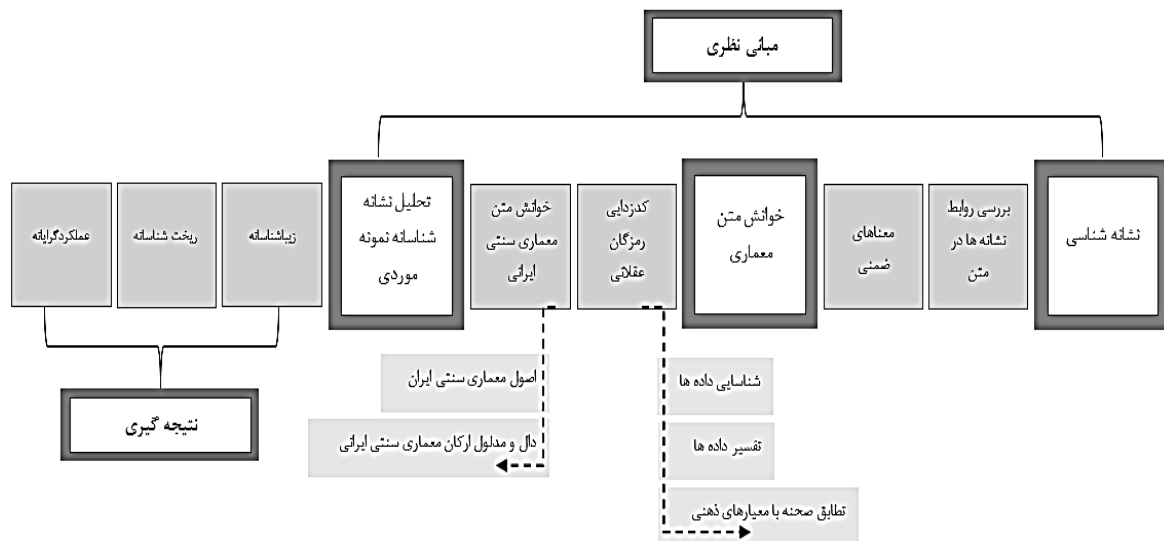 مبانی نظری
نشانه شناسی
بررسی روابط
نشانه ها در
متن
معناهای
ضمنی
خوانش متن
معماری
کدزدایی
رمزگان
عقلانی
خوانش متن
معماری سنتی
ایرانی
تحلیل نشانه
شناسانه نمونه
موردی
زیباشناسانه
ریخت شناسانه
عملکردگرایانه
شناسایی داده ها
تفسیر داده ها
تطابق صحنه با معیارهای ذهنی
اصول معماری سنتی ایران
دال و مدلول ارکان معماری سنتی ایرانی
نتیجه گیری